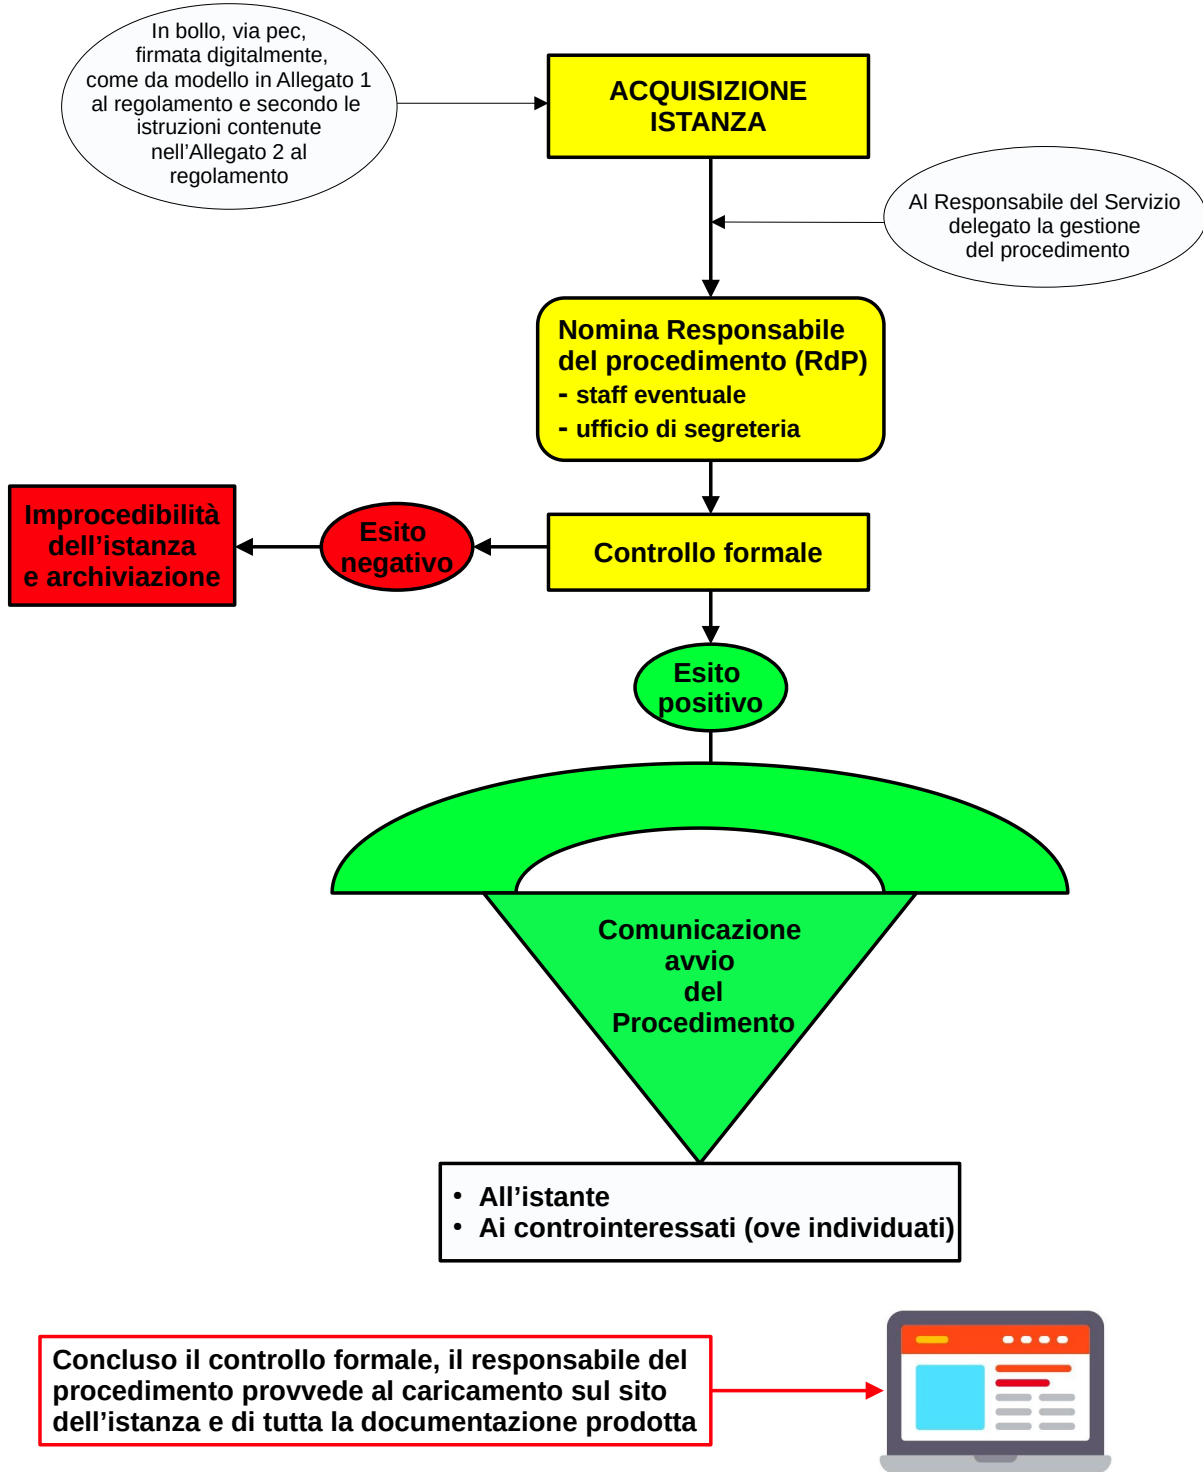 In bollo, via pec,
firmata digitalmente,
come da modello in Allegato 1
al regolamento e secondo le
istruzioni contenute
nell'Allegato 2 al
regolamento
ACQUISIZIONE
ISTANZA
Al Responsabile del Servizio
delegato la gestione
del procedimento
Nomina Responsabile
del procedimento (RdP)
- staff eventuale
- ufficio di segreteria
Improcedibilità
dell'istanza
e archiviazione
Esito
negativo
Controllo formale
Esito
positivo
Comunicazione
avvio
del
Procedimento
• All'istante
• Ai controinteressati (ove individuati)
Concluso il controllo formale, il responsabile del
procedimento provvede al caricamento sul sito
dell'istanza e di tutta la documentazione prodotta